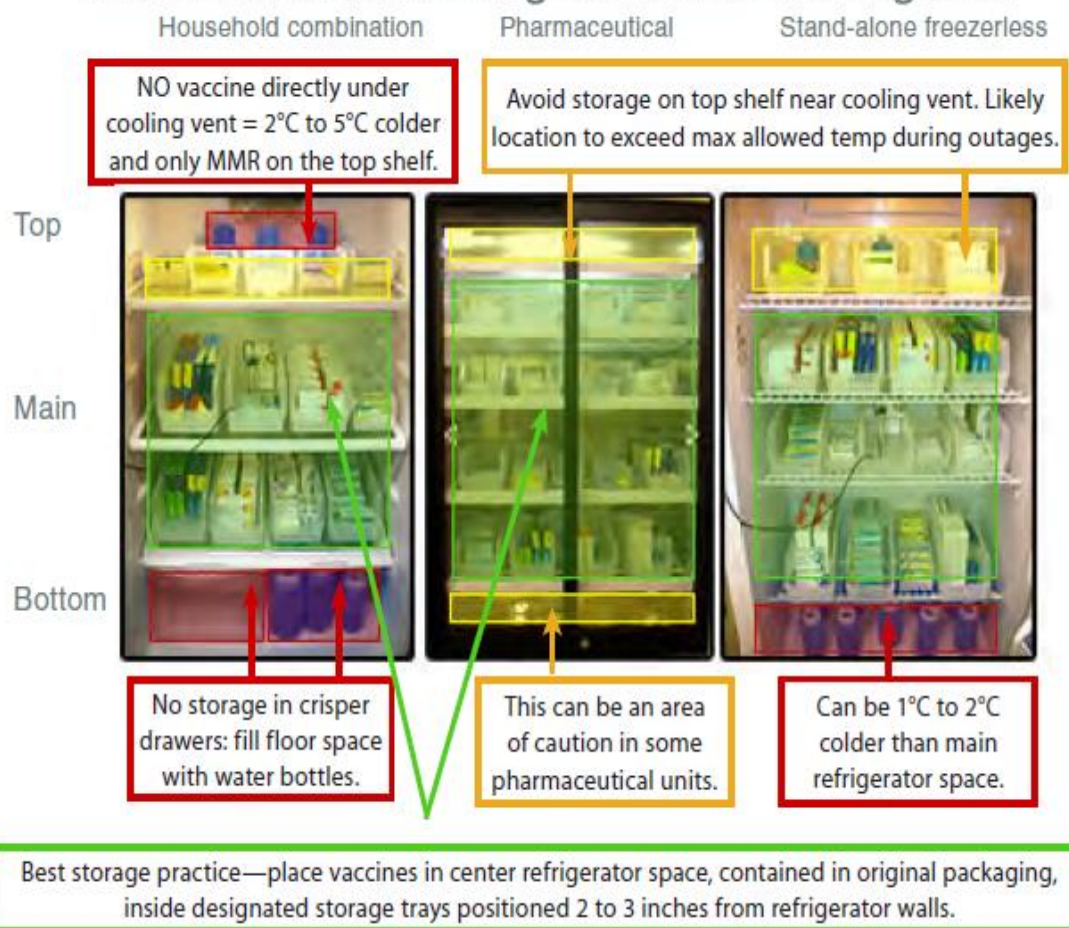 Household combination
Pharmaceutical
Stand-alone freezerless
NO vaccine directly under
cooling vent = 2°C to 5°C colder
and only MMR on the top shelf.
Avoid storage on top shelf near cooling vent. Likely
location to exceed max allowed temp during outages.
Top
Main
Bottom
No storage in crisper
drawers: fill floor space
with water bottles.
This can be an area
of caution in some
pharmaceutical units.
Can be 1°C to 2°C
colder than main
refrigerator space.
Best storage practice—place vaccines in center refrigerator space, contained in original packaging,
inside designated storage trays positioned 2 to 3 inches from refrigerator walls.